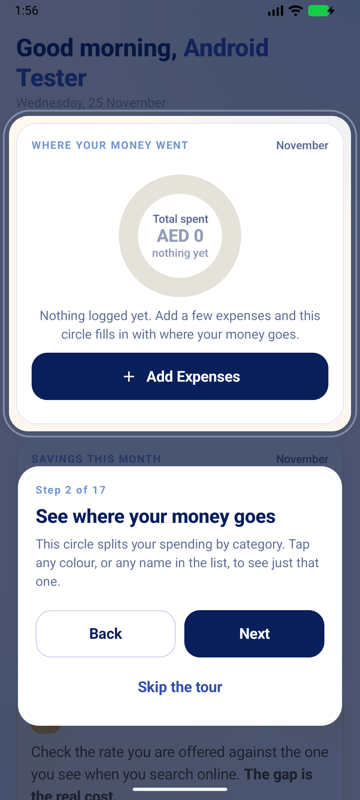 1:56
Good morning, Android
Tester
Wednesday, 25 November
WHERE YOUR MONEY WENT
November
Total spent
AED 0
nothing yet
Nothing logged yet. Add a few expenses and this
circle fills in with where your money goes.
+ Add Expenses
SAVINGS THIS MONTH
November
Step 2 of 17
See where your money goes
This circle splits your spending by category. Tap
any colour, or any name in the list, to see just that
one.
Back
Next
Skip the tour
Check the rate you are offered against the one
you see when you search online. The gap is
the real cost.